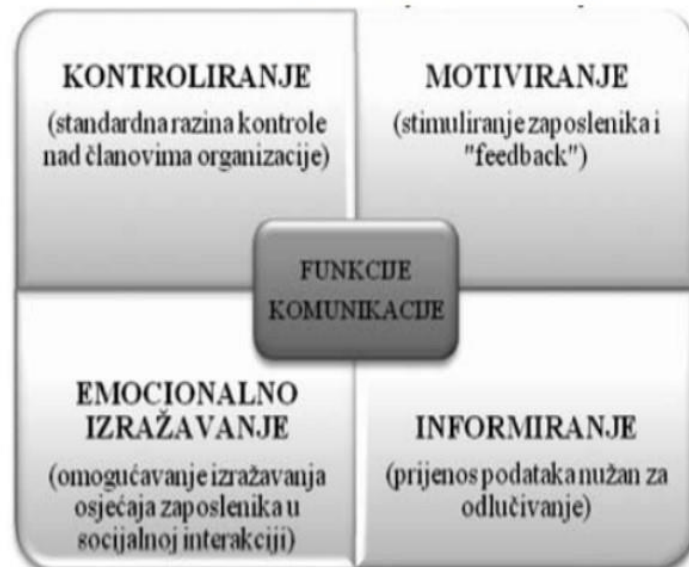 KONTROLIRANJE
(standardna razina kontrole
nad članovima organizacije)
MOTIVIRANJE
(stimuliranje zaposlenika i
"feedback")
FUNKCIJE
KOMUNIKACIJE
EMOCIONALNO
IZRAŽAVANJE
(omogućavanje izražavanja
osjećaja zaposlenika u
socijalnoj interakciji)
INFORMIRANJE
(prijenos podataka nužan za
odlučivanje)